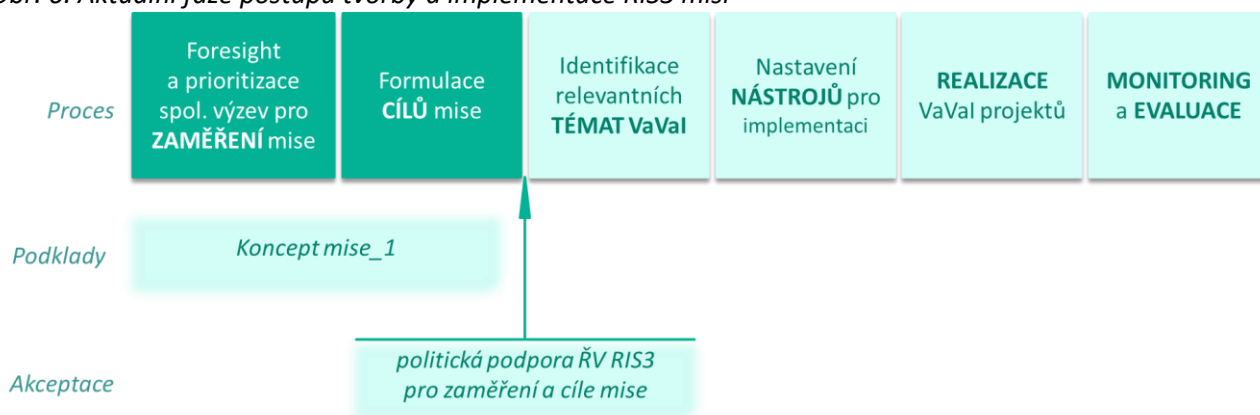 Obr. 6: Aktuální fáze postupu tvorby a implementace RIS3 misí
Proces
Foresight
a prioritizace
spol. výzev pro
ZAMĚŘENÍ mise
Formulace
CÍLŮ mise
Identifikace
relevantních
TÉMAT VaVaI
Nastavení
NÁSTROJŮ pro
implementaci
REALIZACE
VaVaI projektů
MONITORING
a EVALUACE
Podklady
Koncept mise_1
Akceptace
politická podpora ŘV RIS3
pro zaměření a cíle mise